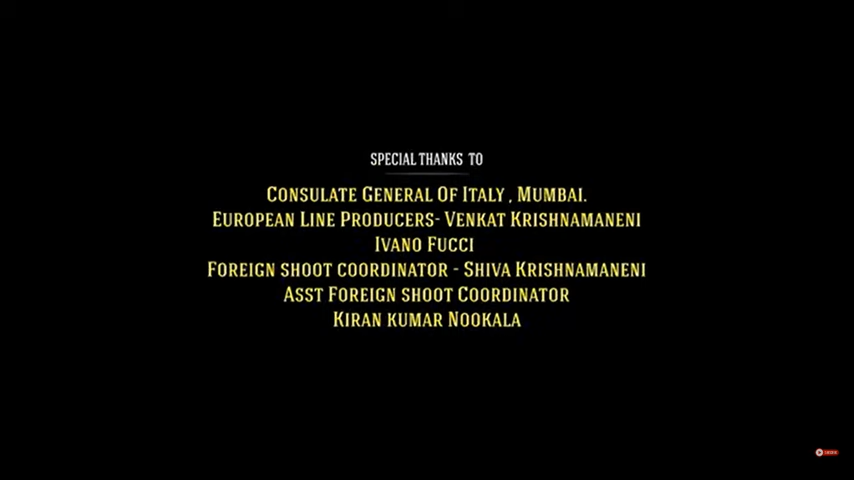 SPECIAL THANKS TO
CONSULATE GENERAL OF ITALY , MUMBAI.
EUROPEAN LINE PRODUCERS- VENKAT KRISHNAMANENI
IVANO FUCCI
FOREIGN SHOOT COORDINATOR - SHIVA KRISHNAMANENI
ASST FOREIGN SHOOT COORDINATOR
KIRAN KUMAR NOOKALA